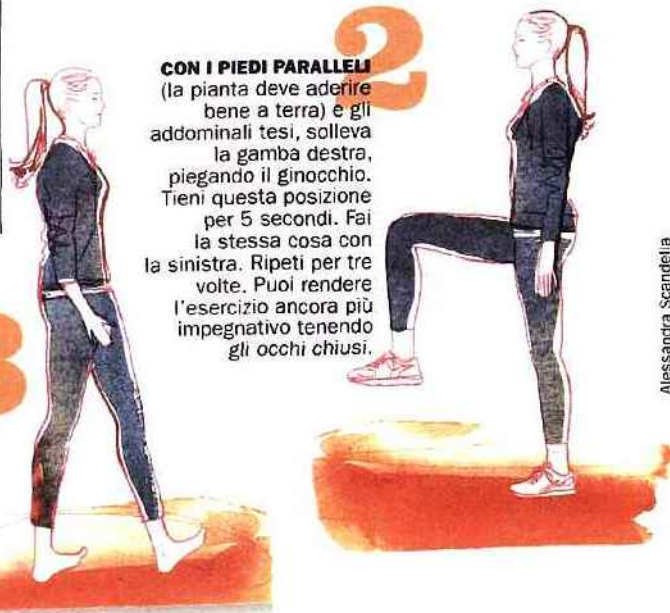 2
CON I PIEDI PARALLELI
(la pianta deve aderire
bene a terra) e gli
addominali tesi, solleva
la gamba destra,
piegando il ginocchio.
Tieni questa posizione
per 5 secondi. Fai
la stessa cosa con
la sinistra. Ripeti per tre
volte. Puoi rendere
l'esercizio ancora più
impegnativo tenendo
gli occhi chiusi.
Alessandra Scandella